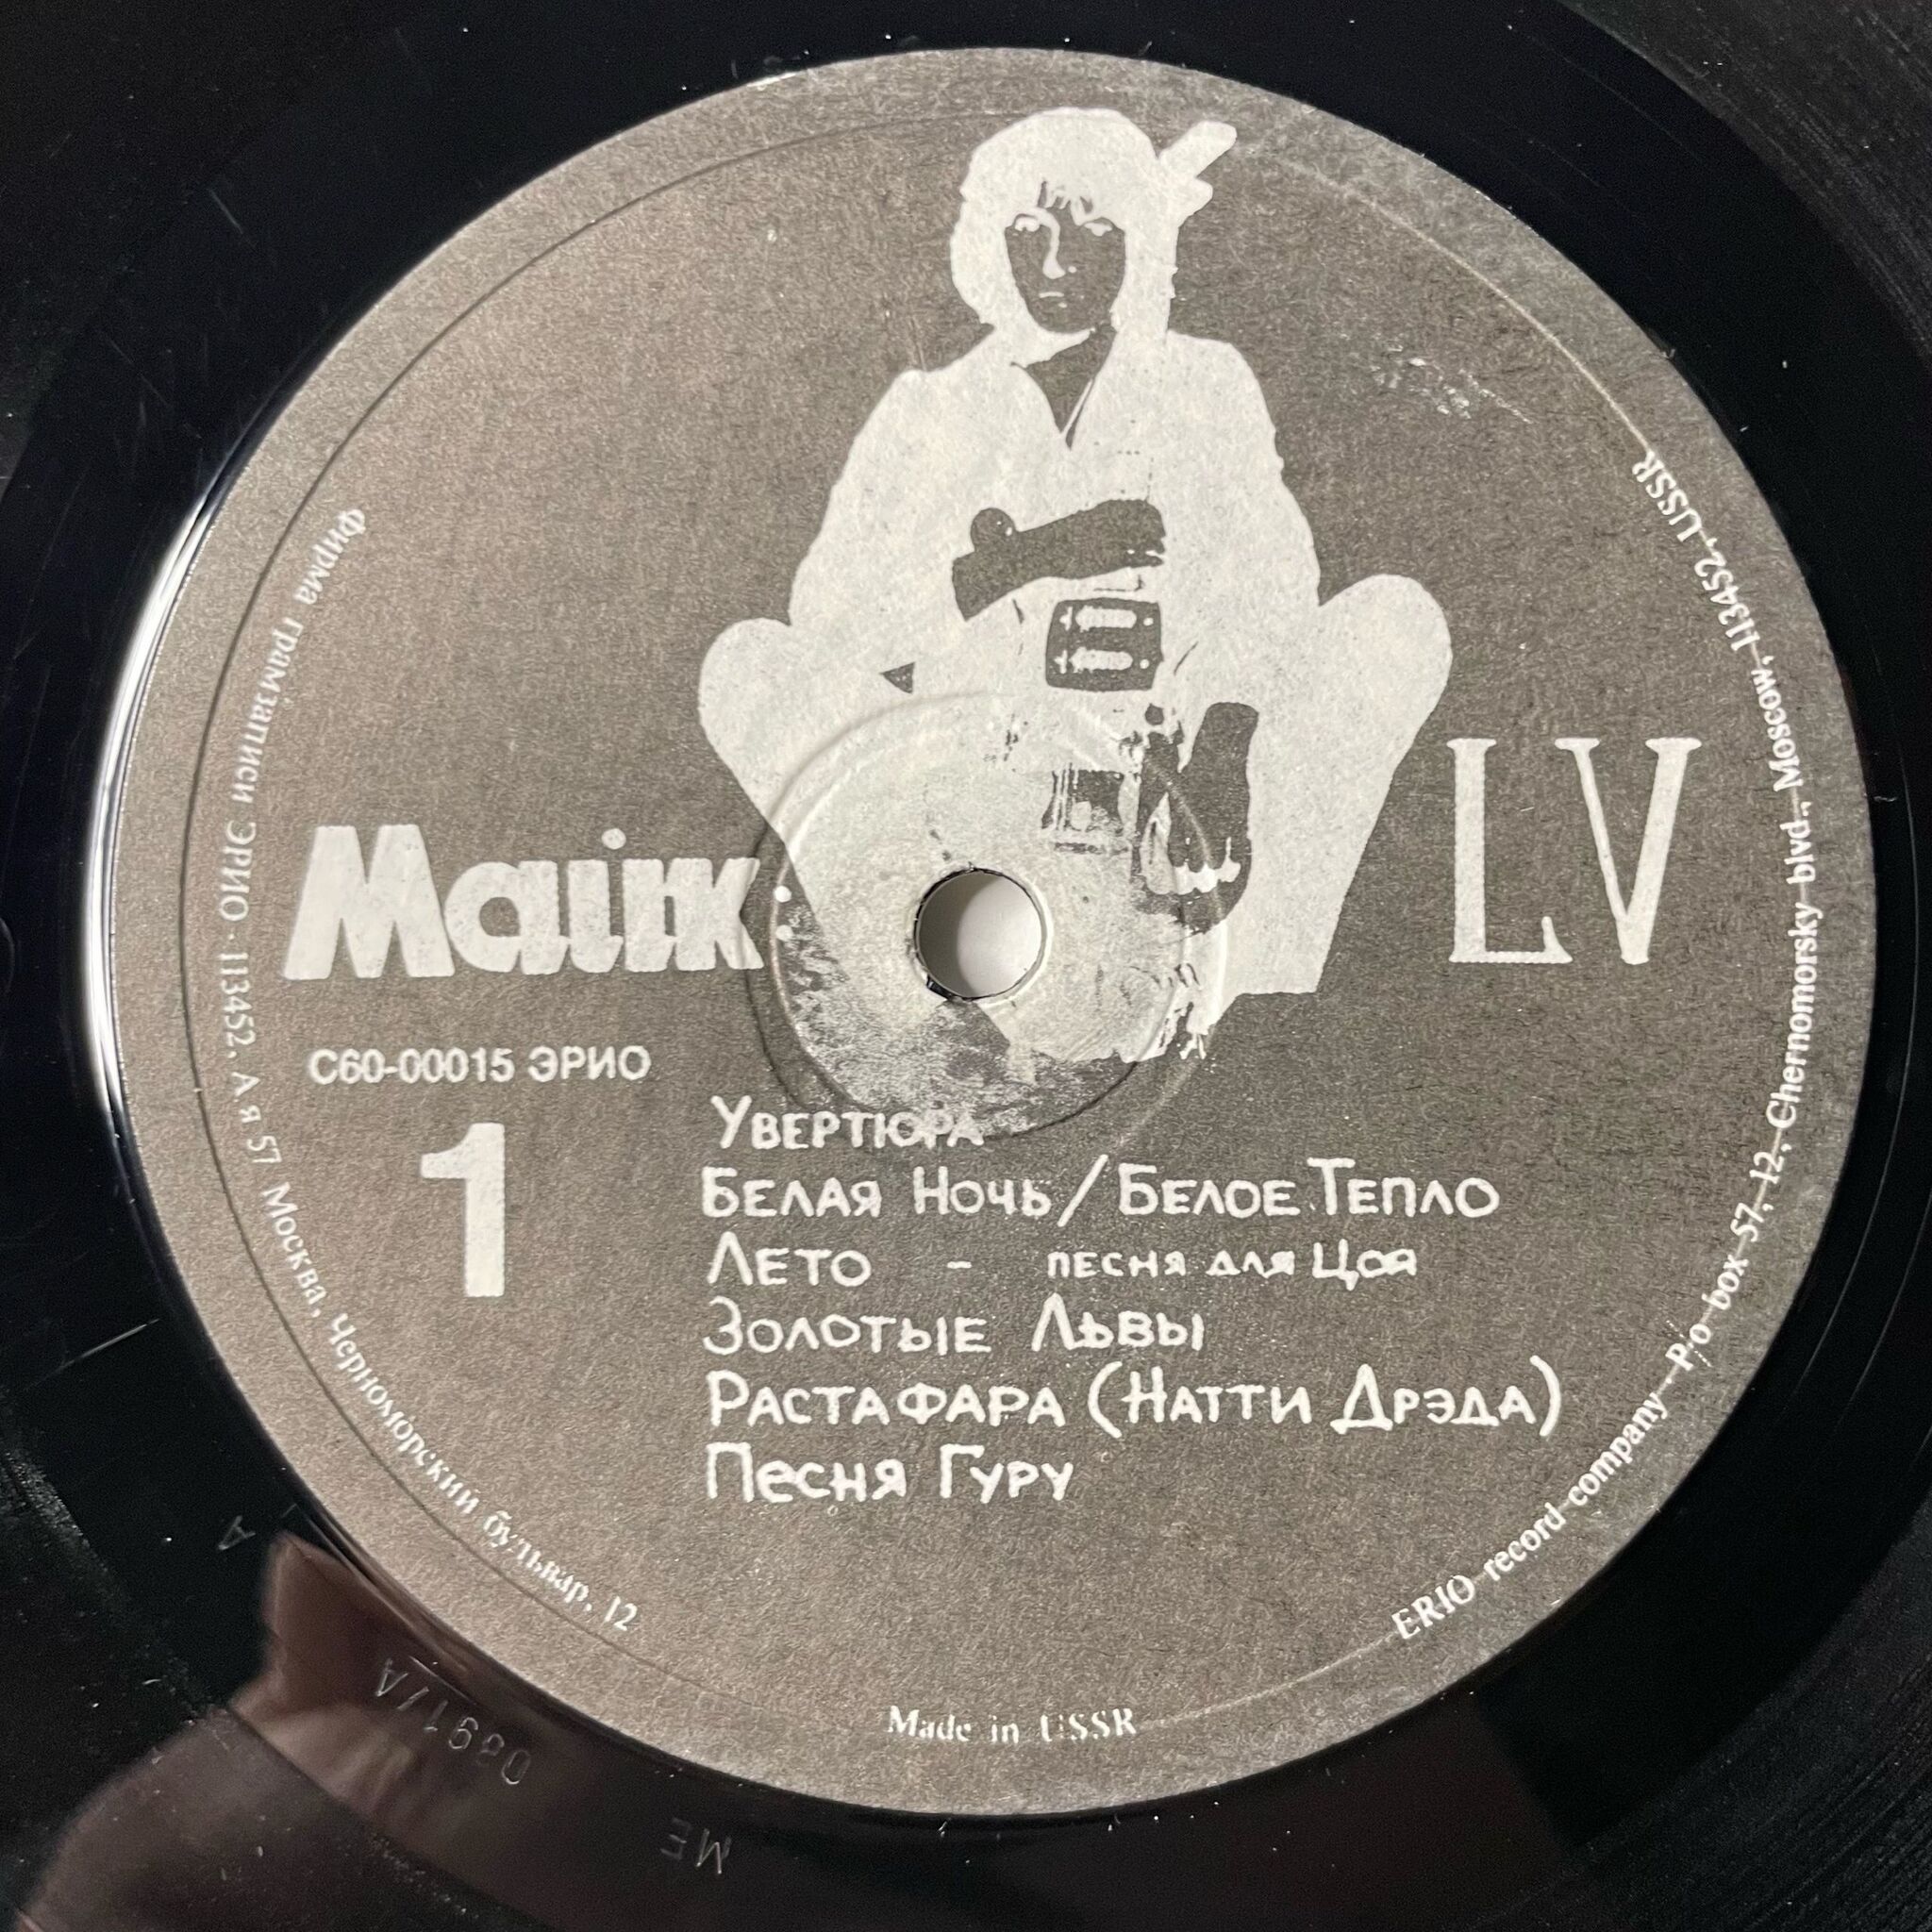 Майк:
LV
С60-00015 ЭРИО
1
Увертюра
Белая Ночь / Белое Тепло
Лето - песня для Цоя
Золотые Львы
Растафара (Натти Дрэда)
Песня Гуру
Фирма грамзаписи ЭРИО · 113452. А я 57 Москва, Черноморский бульвар, 12
ERIO record company - P.o box 57, 12, Chernomorsky blvd., Moscow, 113452, USSR
Made in USSR
A
0891/A
ME